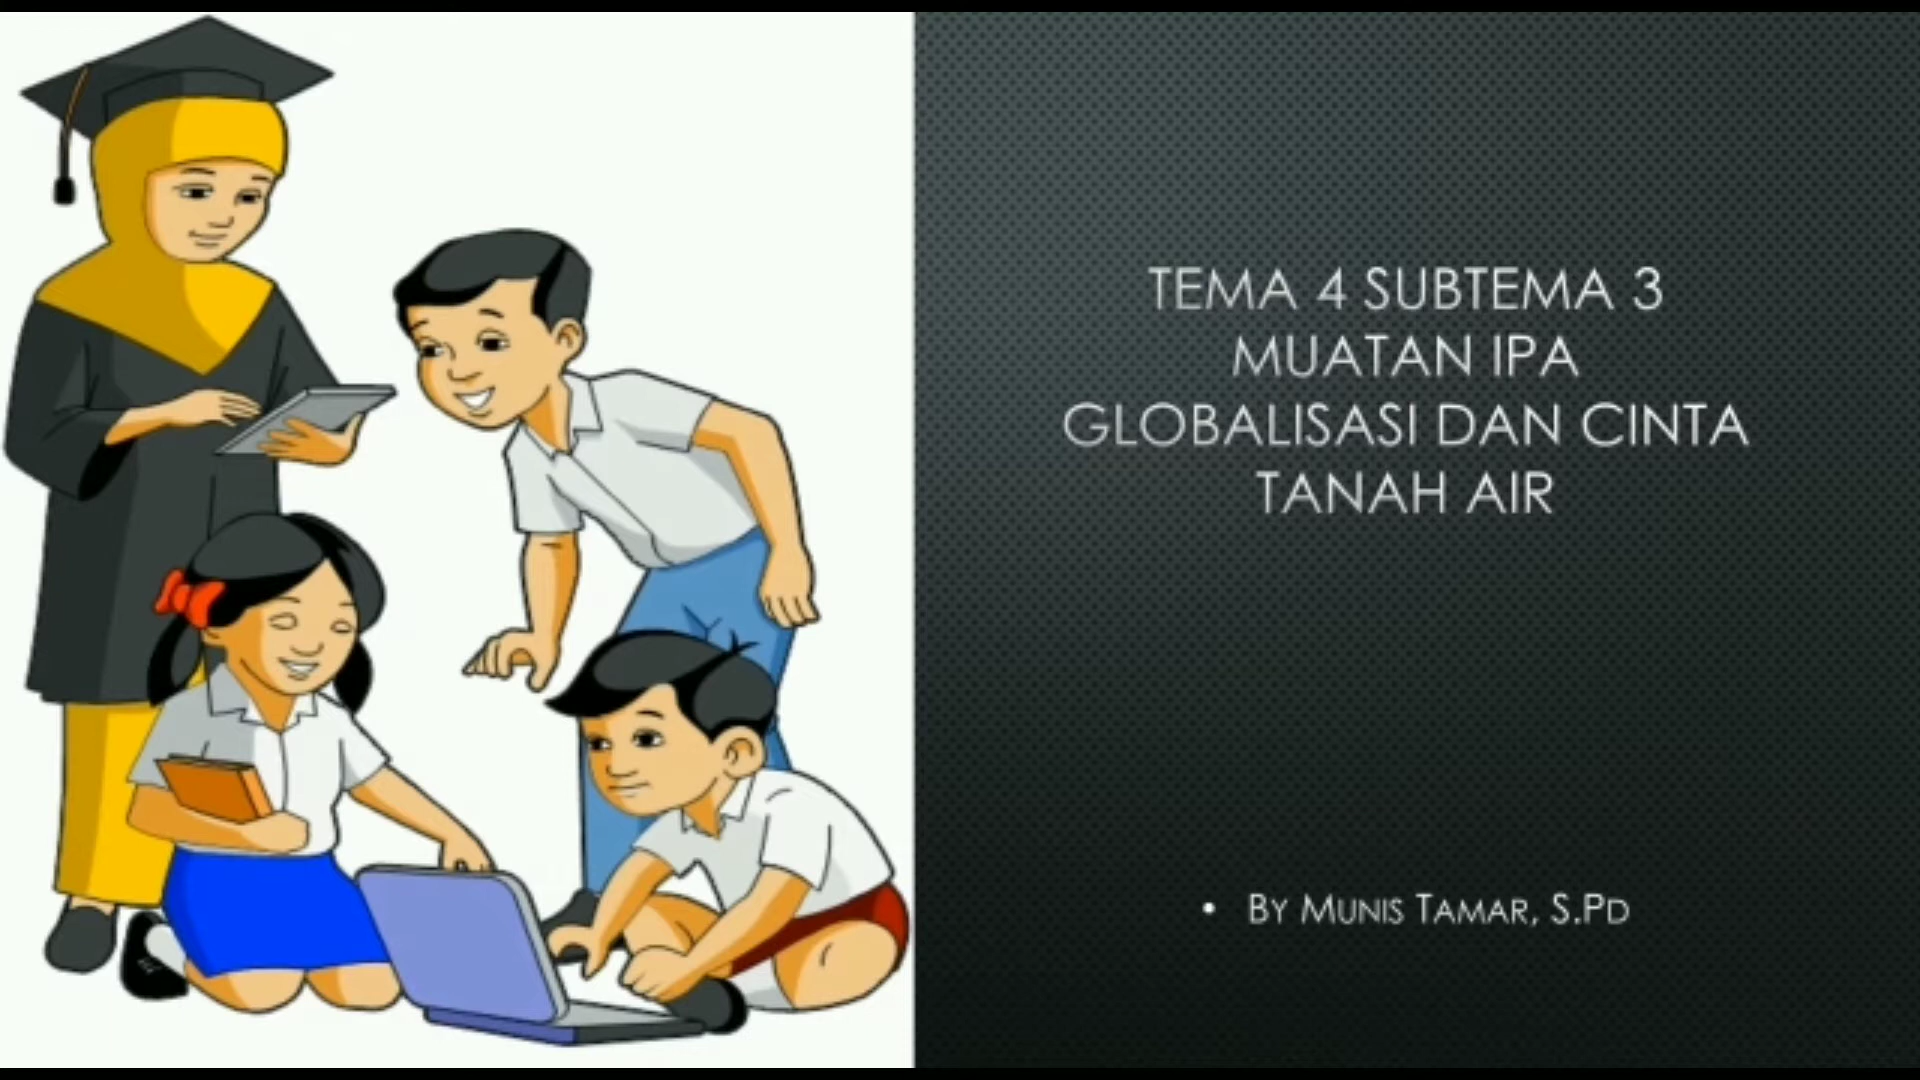 TEMA 4 SUBTEMA 3
MUATAN IPA
GLOBALISASI DAN CINTA
TANAH AIR
• BY MUNIS TAMAR, S.PD